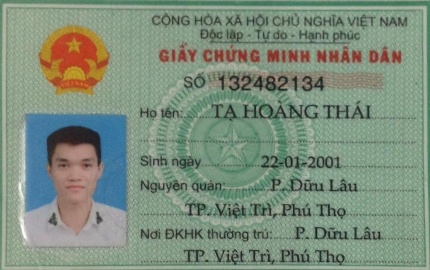 CỘNG HÒA XÃ HỘI CHỦ NGHĨA VIỆT NAM
Độc lập - Tự do - Hạnh phúc
GIẤY CHỨNG MINH NHÂN DÂN
SỐ 132482134
Họ tên: TẠ HOÀNG THÁI
Sinh ngày 22-01-2001
Nguyên quán: P. Dữu Lâu
TP. Việt Trì, Phú Thọ
Nơi ĐKHK thường trú: P. Dữu Lâu
TP. Việt Trì, Phú Thọ